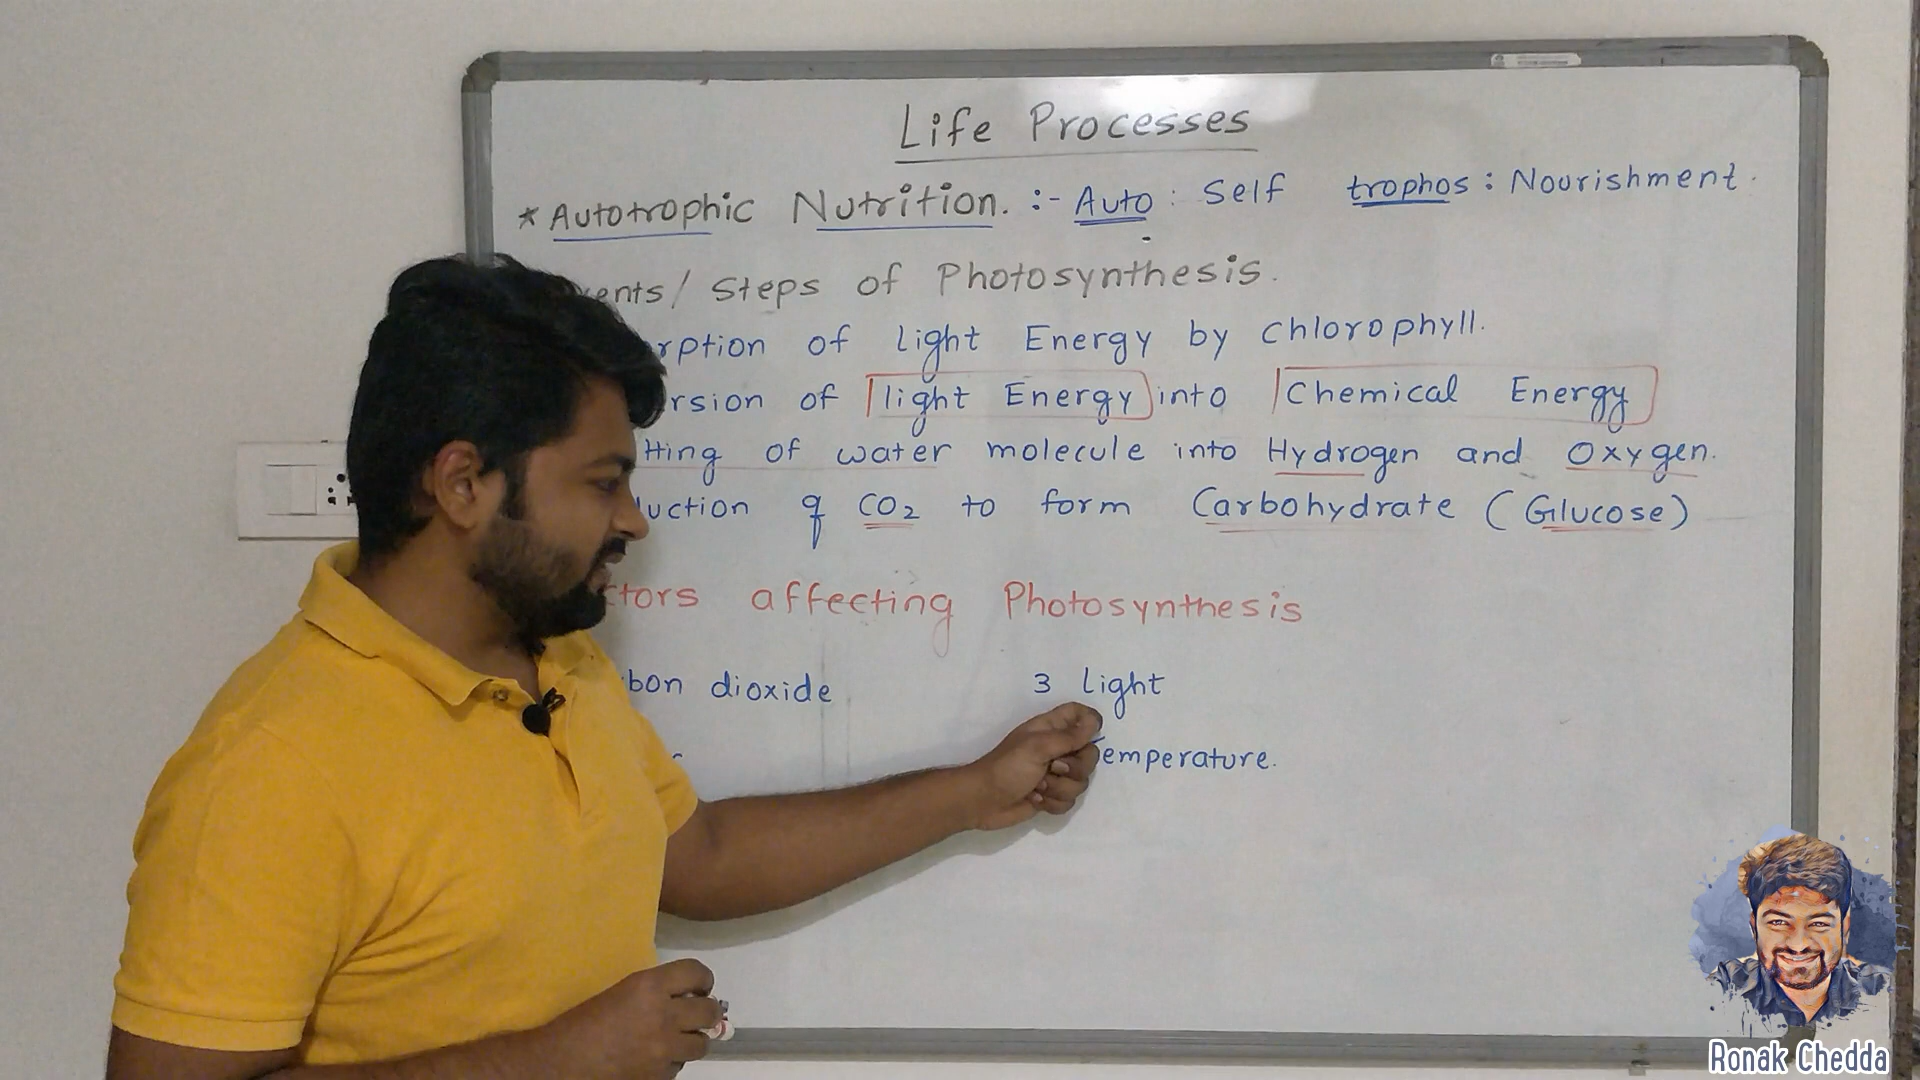 Life Processes
* Autotrophic Nutrition. :- Auto : Self trophos : Nourishment.
/ Steps of Photosynthesis.
of light Energy by chlorophyll.
of light Energy into Chemical Energy
of water molecule into Hydrogen and Oxygen.
of CO2 to form Carbohydrate (Glucose)
affecting Photosynthesis
dioxide 3 light
Temperature.
Ronak Chedda